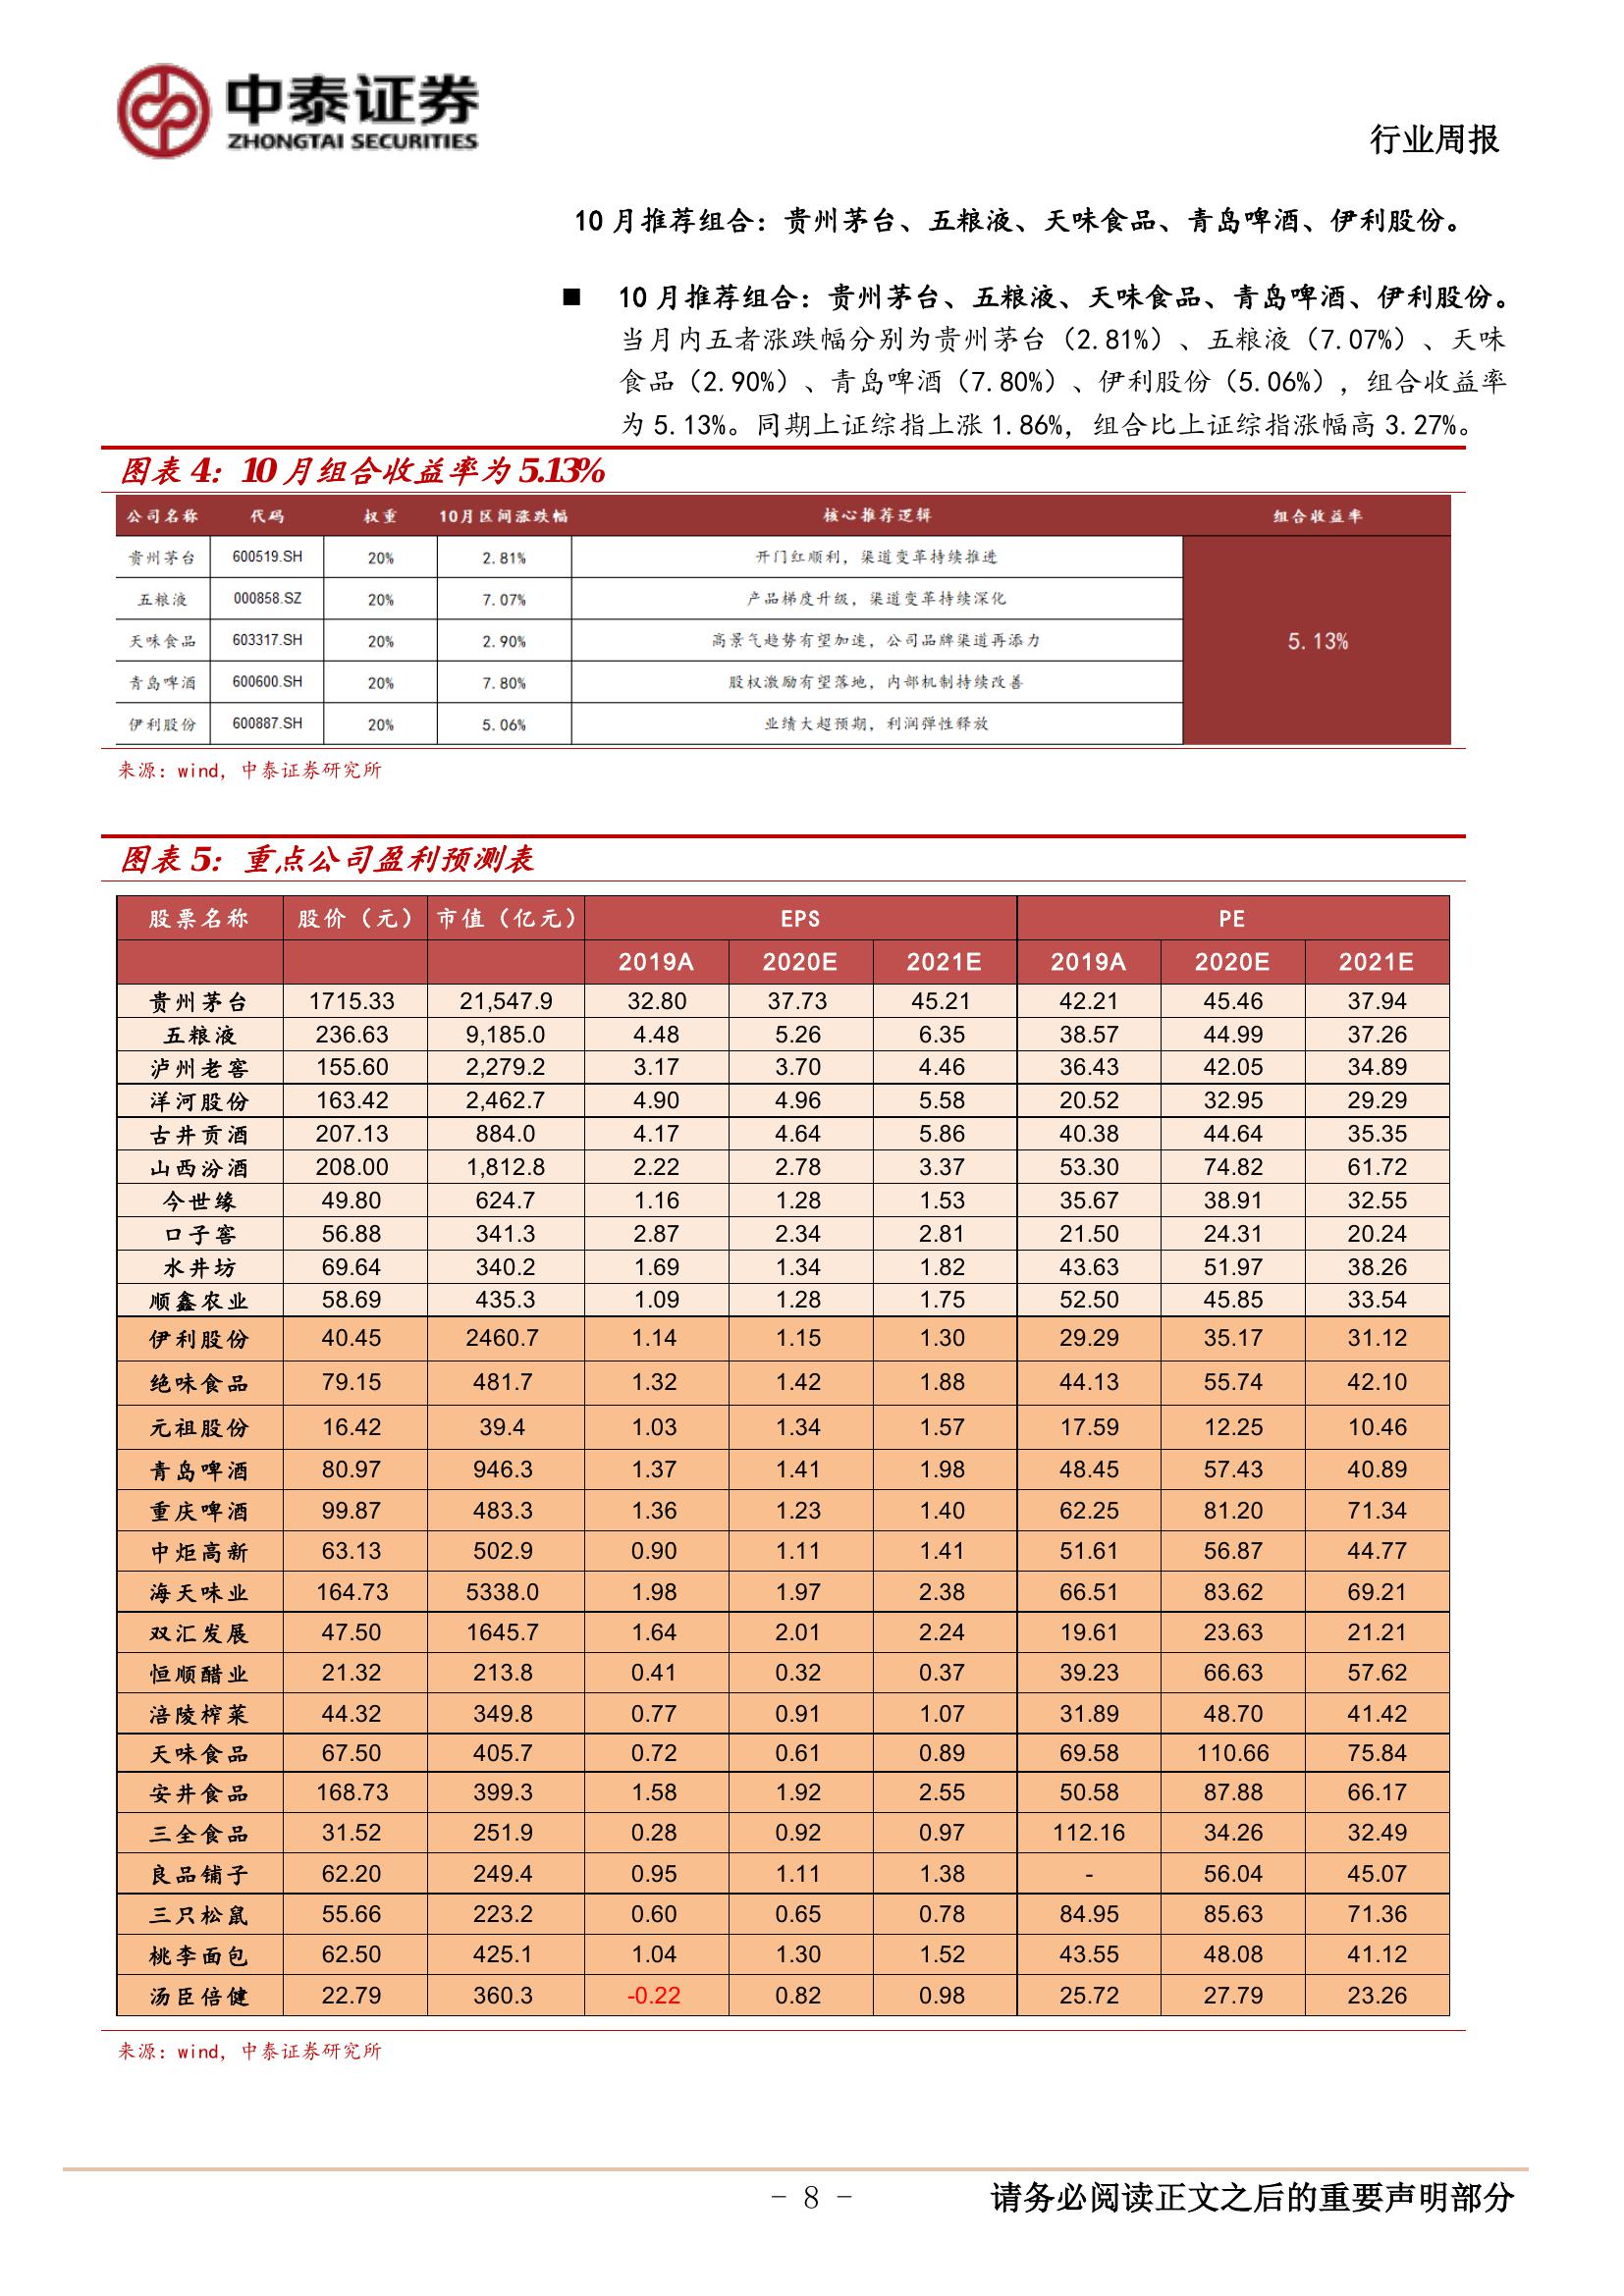 中泰证券
ZHONGTAI SECURITIES
行业周报
10 月推荐组合：贵州茅台、五粮液、天味食品、青岛啤酒、伊利股份。
■ 10 月推荐组合：贵州茅台、五粮液、天味食品、青岛啤酒、伊利股份。
当月内五者涨跌幅分别为贵州茅台（2.81%）、五粮液（7.07%）、天味
食品（2.90%）、青岛啤酒（7.80%）、伊利股份（5.06%），组合收益率
为 5.13%。同期上证综指上涨 1.86%，组合比上证综指涨幅高 3.27%。
图表 4：10 月组合收益率为 5.13%
公司名称 代码 权重 10月区间涨跌幅 核心推荐逻辑 组合收益率
贵州茅台 600519.SH 20% 2.81% 开门红顺利，渠道变革持续推进
五粮液 000858.SZ 20% 7.07% 产品梯度升级，渠道变革持续深化
天味食品 603317.SH 20% 2.90% 高景气趋势有望加速，公司品牌渠道再添力 5.13%
青岛啤酒 600600.SH 20% 7.80% 股权激励有望落地，内部机制持续改善
伊利股份 600887.SH 20% 5.06% 业绩大超预期，利润弹性释放
来源：wind，中泰证券研究所
图表 5：重点公司盈利预测表
股票名称 股价（元） 市值（亿元） EPS PE
2019A 2020E 2021E 2019A 2020E 2021E
贵州茅台 1715.33 21,547.9 32.80 37.73 45.21 42.21 45.46 37.94
五粮液 236.63 9,185.0 4.48 5.26 6.35 38.57 44.99 37.26
泸州老窖 155.60 2,279.2 3.17 3.70 4.46 36.43 42.05 34.89
洋河股份 163.42 2,462.7 4.90 4.96 5.58 20.52 32.95 29.29
古井贡酒 207.13 884.0 4.17 4.64 5.86 40.38 44.64 35.35
山西汾酒 208.00 1,812.8 2.22 2.78 3.37 53.30 74.82 61.72
今世缘 49.80 624.7 1.16 1.28 1.53 35.67 38.91 32.55
口子窖 56.88 341.3 2.87 2.34 2.81 21.50 24.31 20.24
水井坊 69.64 340.2 1.69 1.34 1.82 43.63 51.97 38.26
顺鑫农业 58.69 435.3 1.09 1.28 1.75 52.50 45.85 33.54
伊利股份 40.45 2460.7 1.14 1.15 1.30 29.29 35.17 31.12
绝味食品 79.15 481.7 1.32 1.42 1.88 44.13 55.74 42.10
元祖股份 16.42 39.4 1.03 1.34 1.57 17.59 12.25 10.46
青岛啤酒 80.97 946.3 1.37 1.41 1.98 48.45 57.43 40.89
重庆啤酒 99.87 483.3 1.36 1.23 1.40 62.25 81.20 71.34
中炬高新 63.13 502.9 0.90 1.11 1.41 51.61 56.87 44.77
海天味业 164.73 5338.0 1.98 1.97 2.38 66.51 83.62 69.21
双汇发展 47.50 1645.7 1.64 2.01 2.24 19.61 23.63 21.21
恒顺醋业 21.32 213.8 0.41 0.32 0.37 39.23 66.63 57.62
涪陵榨菜 44.32 349.8 0.77 0.91 1.07 31.89 48.70 41.42
天味食品 67.50 405.7 0.72 0.61 0.89 69.58 110.66 75.84
安井食品 168.73 399.3 1.58 1.92 2.55 50.58 87.88 66.17
三全食品 31.52 251.9 0.28 0.92 0.97 112.16 34.26 32.49
良品铺子 62.20 249.4 0.95 1.11 1.38 - 56.04 45.07
三只松鼠 55.66 223.2 0.60 0.65 0.78 84.95 85.63 71.36
桃李面包 62.50 425.1 1.04 1.30 1.52 43.55 48.08 41.12
汤臣倍健 22.79 360.3 -0.22 0.82 0.98 25.72 27.79 23.26
来源：wind，中泰证券研究所
- 8 -
请务必阅读正文之后的重要声明部分